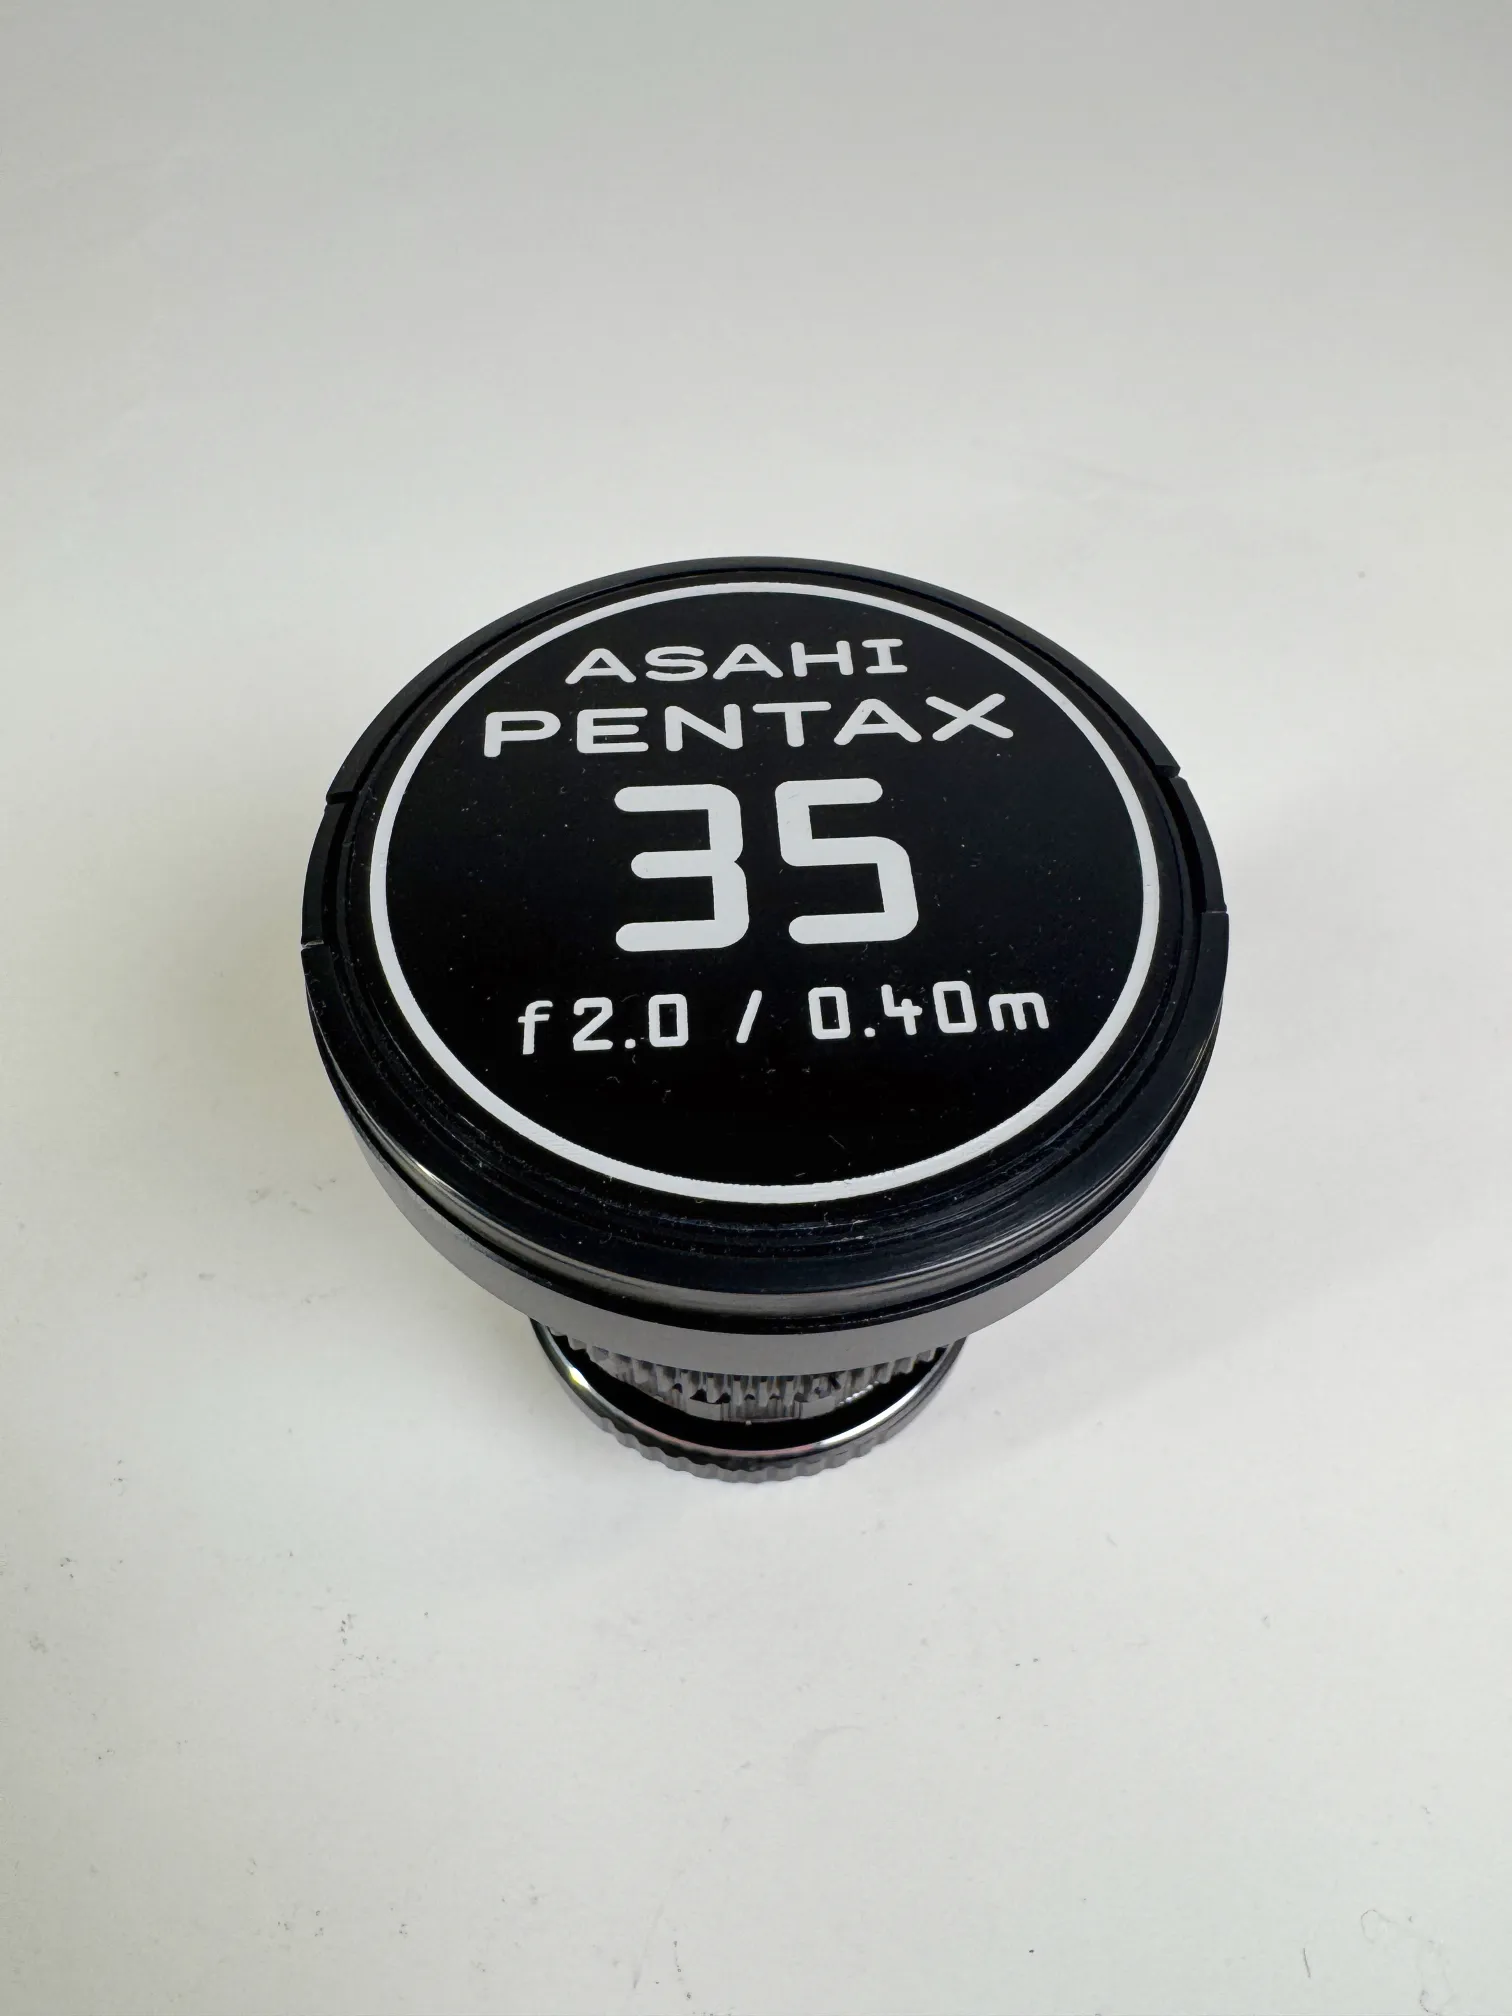 ASAHI
PENTAX
35
f2.0 / 0.40m